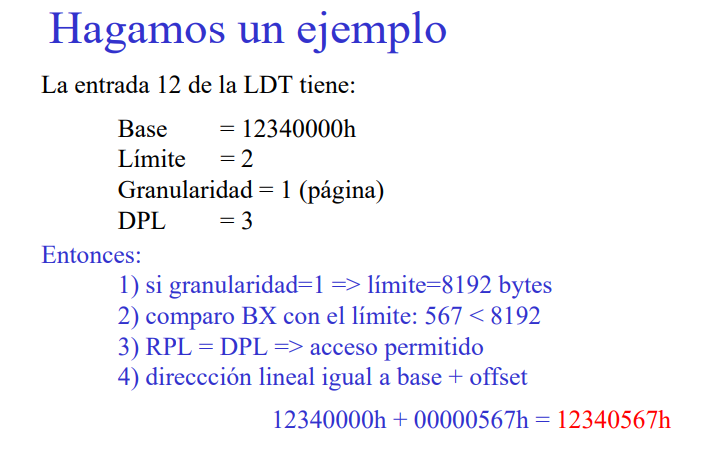 Hagamos un ejemplo
La entrada 12 de la LDT tiene:
Base = 12340000h
Límite = 2
Granularidad = 1 (página)
DPL = 3
Entonces:
1) si granularidad=1 => límite=8192 bytes
2) comparo BX con el límite: 567 < 8192
3) RPL = DPL => acceso permitido
4) direccción lineal igual a base + offset
12340000h + 00000567h = 12340567h